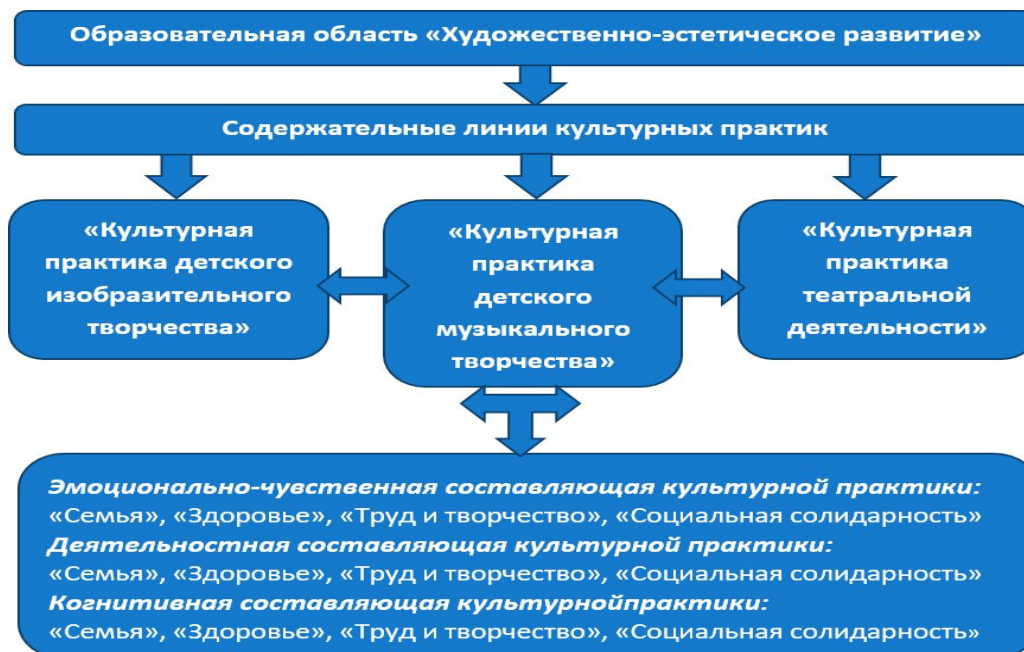 Образовательная область «Художественно-эстетическое развитие»
Содержательные линии культурных практик
«Культурная
практика детского
изобразительного
творчества»
«Культурная
практика
детского
музыкального
творчества»
«Культурная
практика
театральной
деятельности»
Эмоционально-чувственная составляющая культурной практики:
«Семья», «Здоровье», «Труд и творчество», «Социальная солидарность»
Деятельностная составляющая культурной практики:
«Семья», «Здоровье», «Труд и творчество», «Социальная солидарность»
Когнитивная составляющая культурнойпрактики:
«Семья», «Здоровье», «Труд и творчество», «Социальная солидарность»